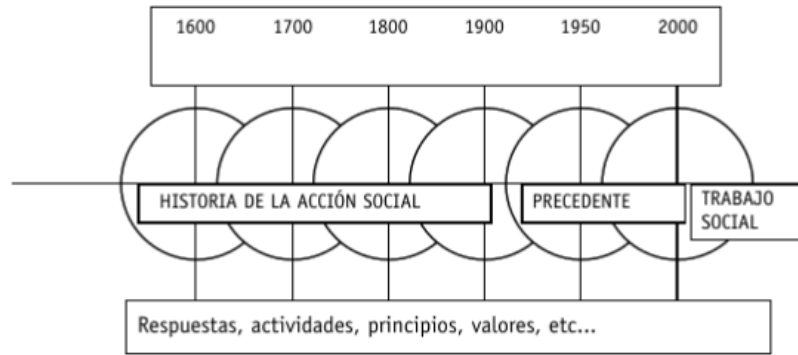 1600 1700 1800 1900 1950 2000
HISTORIA DE LA ACCIÓN SOCIAL
PRECEDENTE
TRABAJO
SOCIAL
Respuestas, actividades, principios, valores, etc...